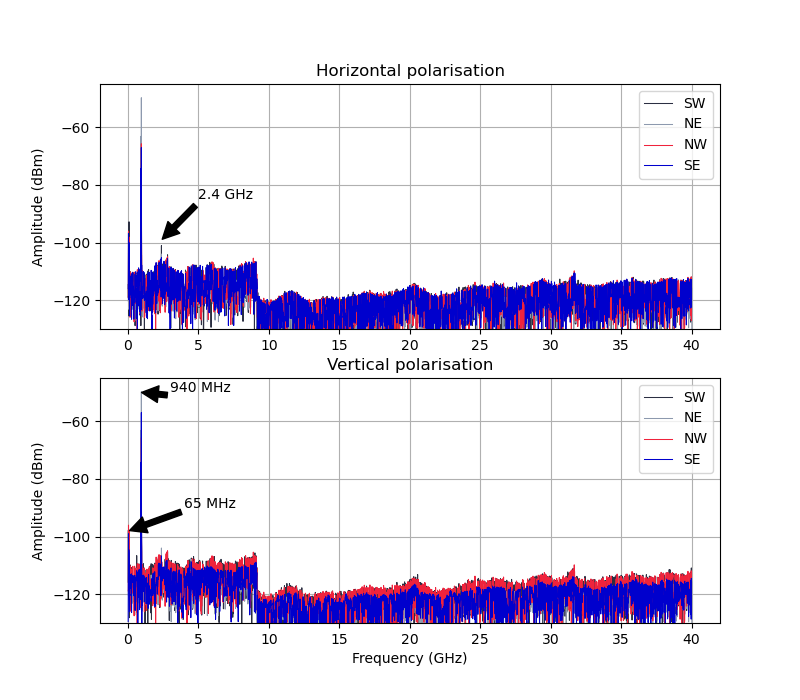 Horizontal polarisation
Amplitude (dBm)
−60
−80
−100
−120
2.4 GHz
SW
NE
NW
SE
0 5 10 15 20 25 30 35 40
Vertical polarisation
Amplitude (dBm)
−60
−80
−100
−120
940 MHz
65 MHz
SW
NE
NW
SE
0 5 10 15 20 25 30 35 40
Frequency (GHz)